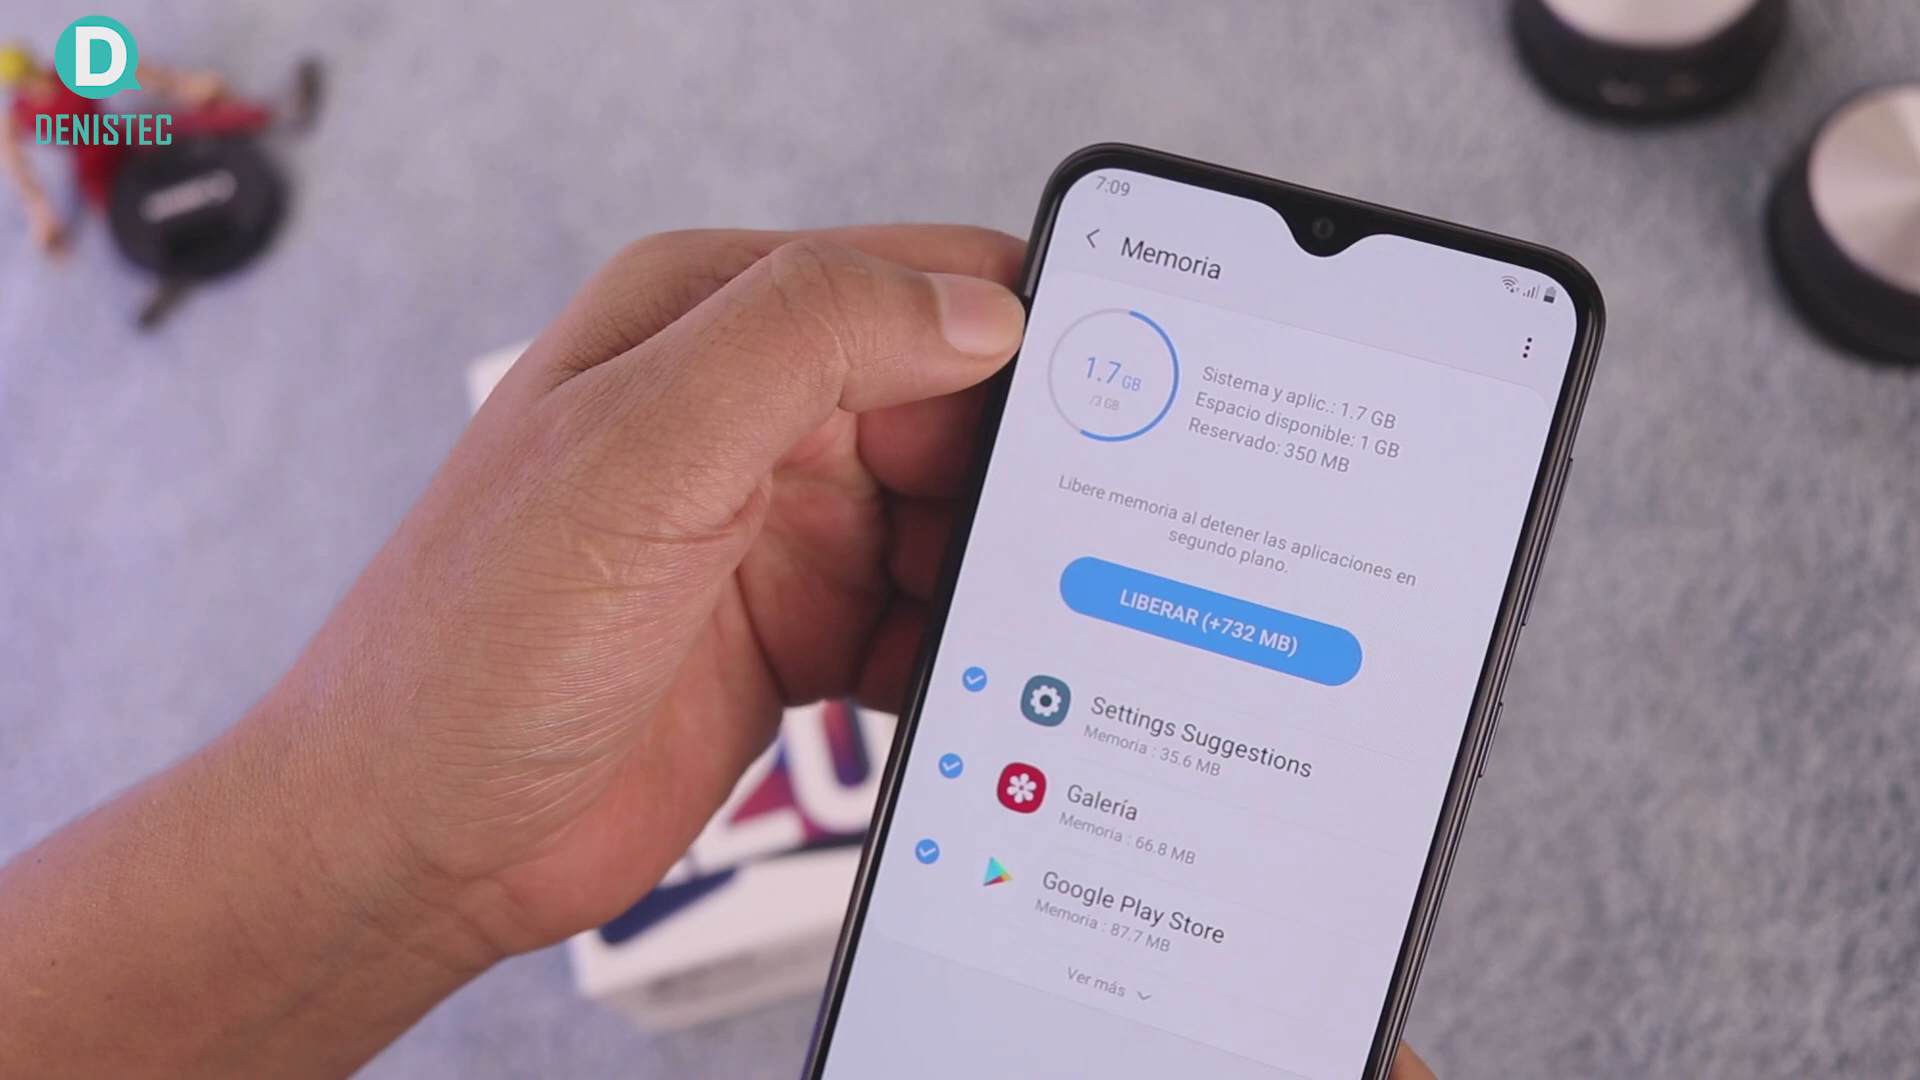 D
DENISTEC
7:09
Memoria
1.7 GB
/3 GB
Sistema y aplic.: 1.7 GB
Espacio disponible: 1 GB
Reservado: 350 MB
Libere memoria al detener las aplicaciones en
segundo plano.
LIBERAR (+732 MB)
Settings Suggestions
Memoria : 35.6 MB
Galería
Memoria : 66.8 MB
Google Play Store
Memoria : 87.7 MB
Ver más